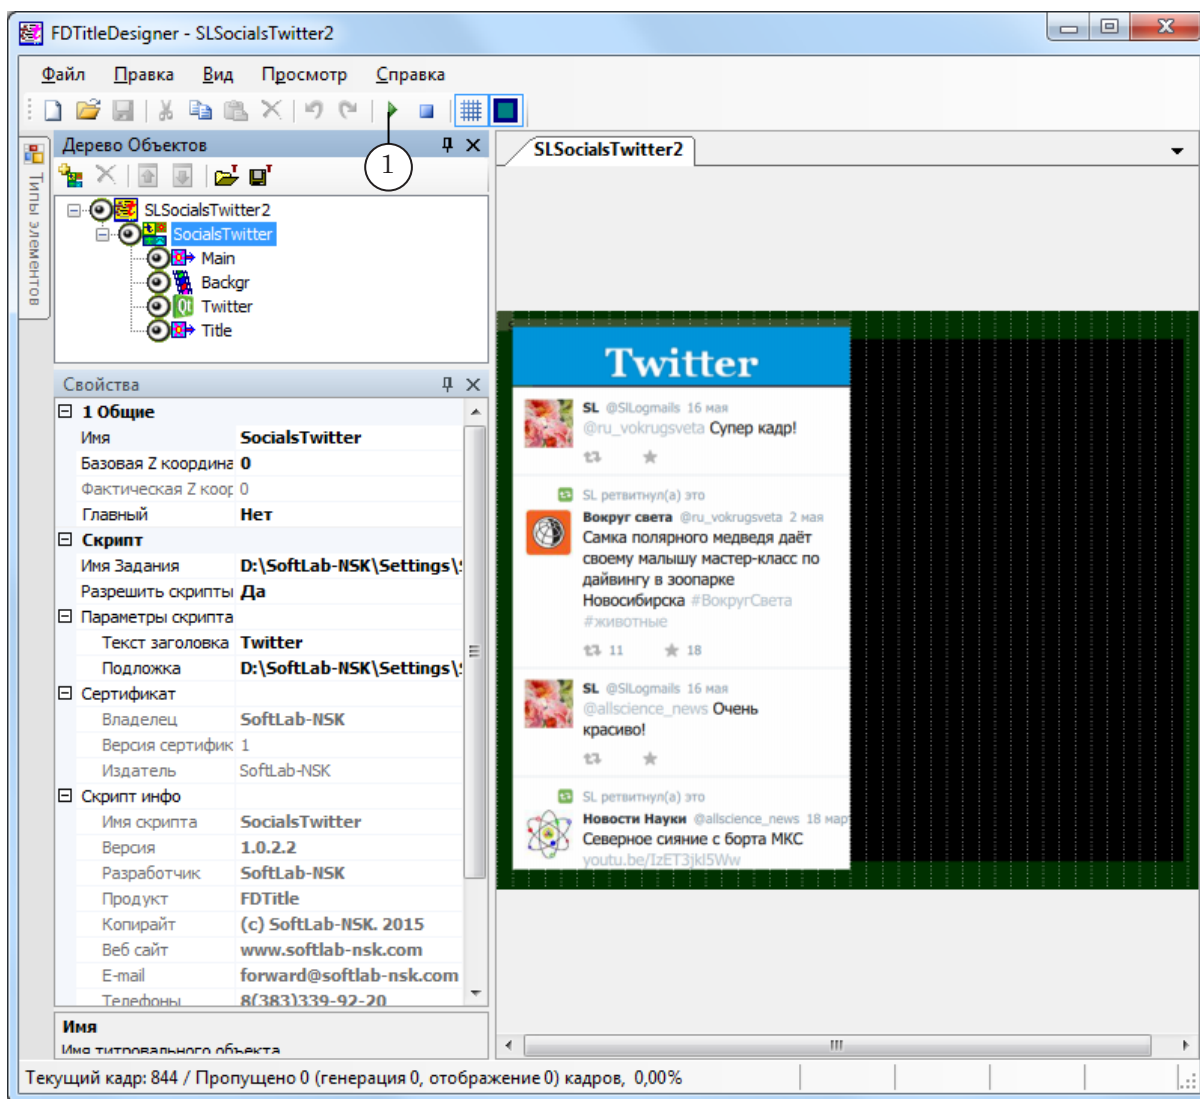 FDTitleDesigner - SLSocialsTwitter2
Файл Правка Вид Просмотр Справка
1
Типы элементов
Дерево Объектов
SLSocialsTwitter2
SocialsTwitter
Main
Backgr
Twitter
Title
Свойства
1 Общие
Имя SocialsTwitter
Базовая Z координа 0
Фактическая Z коор 0
Главный Нет
Скрипт
Имя Задания D:\SoftLab-NSK\Settings\
Разрешить скрипты Да
Параметры скрипта
Текст заголовка Twitter
Подложка D:\SoftLab-NSK\Settings\
Сертификат
Владелец SoftLab-NSK
Версия сертифик 1
Издатель SoftLab-NSK
Скрипт инфо
Имя скрипта SocialsTwitter
Версия 1.0.2.2
Разработчик SoftLab-NSK
Продукт FDTitle
Копирайт (c) SoftLab-NSK. 2015
Веб сайт www.softlab-nsk.com
E-mail forward@softlab-nsk.com
Телефоны 8(383)339-92-20
Имя
Имя титровального объекта
SLSocialsTwitter2
Twitter
SL @SlLogmails 16 мая
@ru_vokrugsveta Супер кадр!
SL ретвитнул(а) это
Вокруг света @ru_vokrugsveta 2 мая
Самка полярного медведя даёт
своему малышу мастер-класс по
дайвингу в зоопарке
Новосибирска #ВокругСвета
#животные
11 18
SL @SlLogmails 16 мая
@allscience_news Очень
красиво!
SL ретвитнул(а) это
Новости Науки @allscience_news 18 мар
Северное сияние с борта МКС
youtu.be/IzET3jkl5Ww
Текущий кадр: 844 / Пропущено 0 (генерация 0, отображение 0) кадров, 0,00%